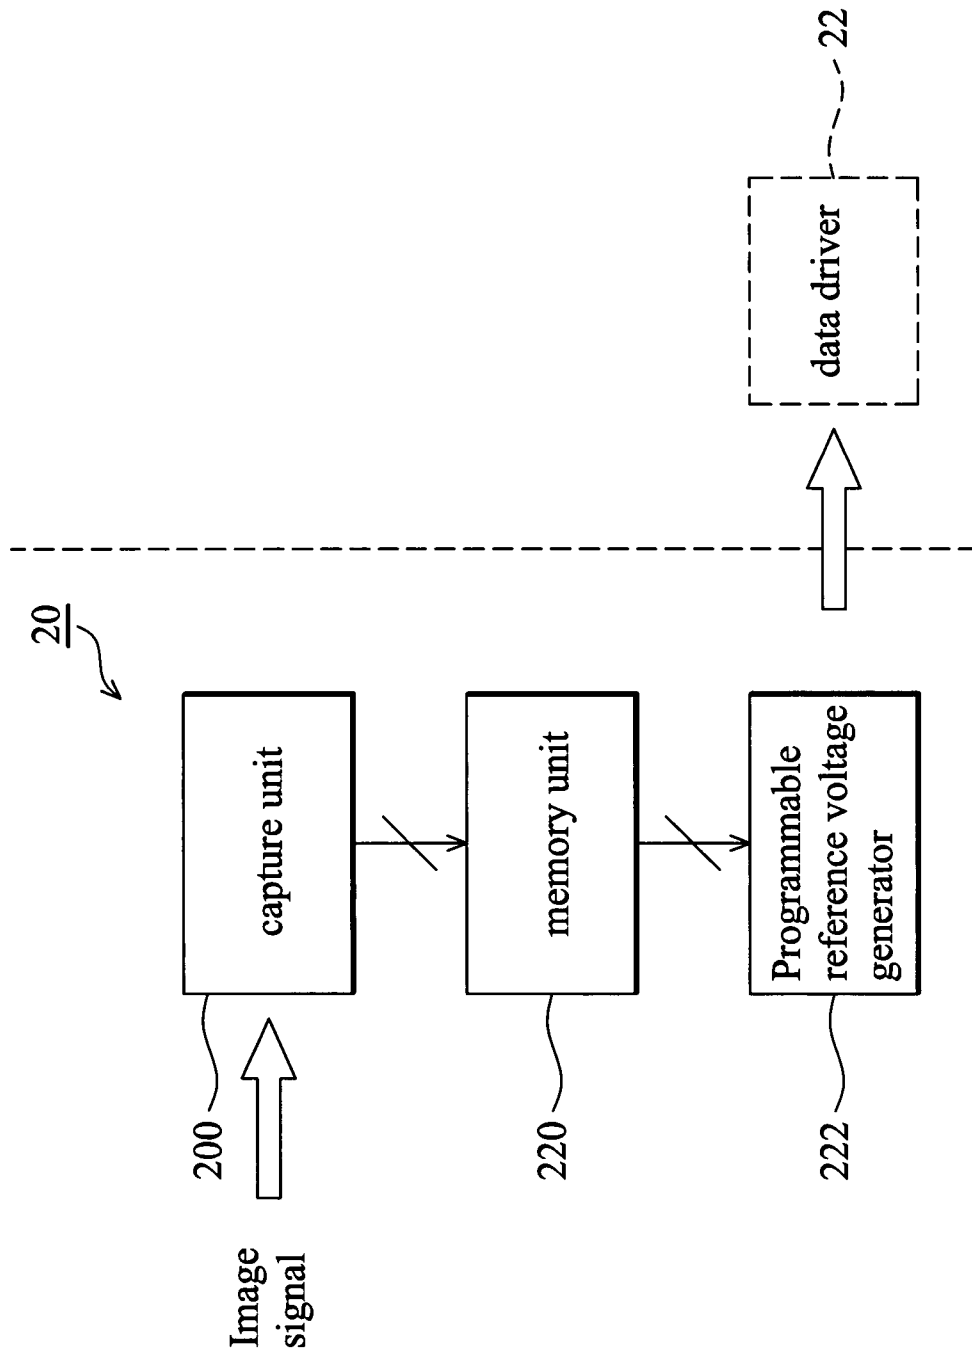 20
Image
signal
200
capture unit
220
memory unit
222
Programmable
reference voltage
generator
data driver
22